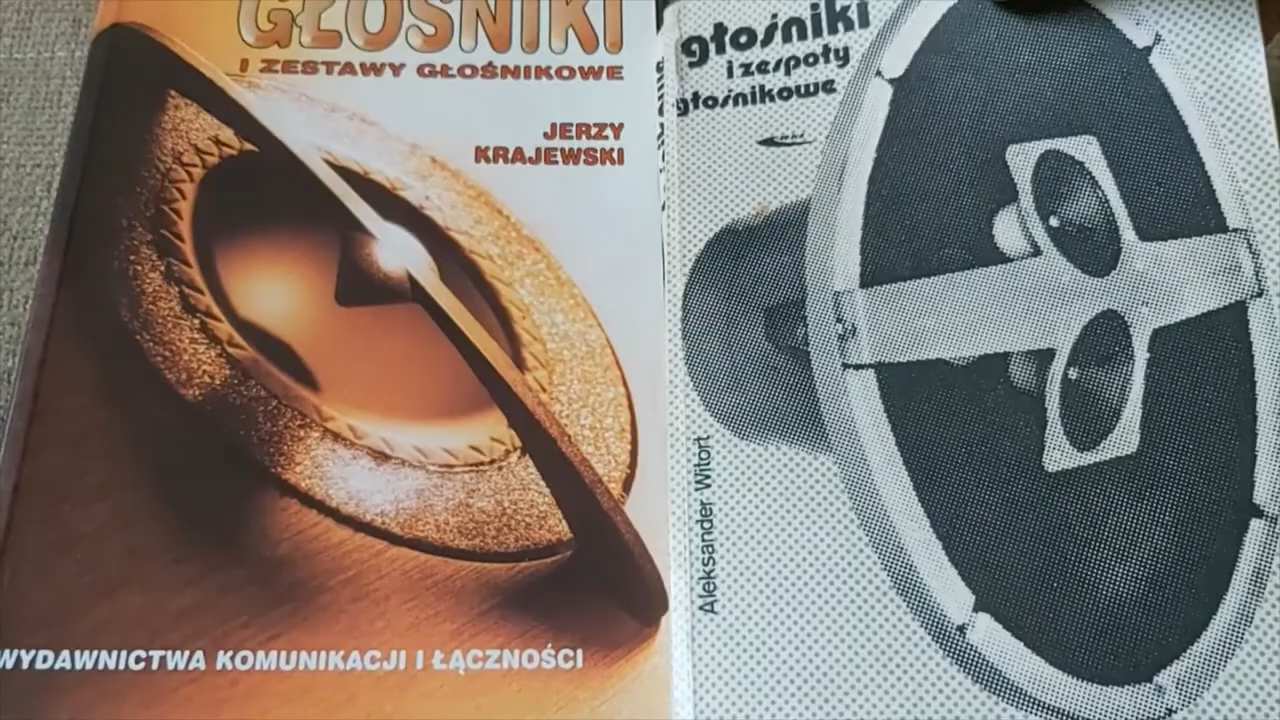 GŁOŚNIKI
I ZESTAWY GŁOŚNIKOWE
JERZY
KRAJEWSKI
WYDAWNICTWA KOMUNIKACJI I ŁĄCZNOŚCI
głośniki
i zespoły
głośnikowe
Aleksander Witort